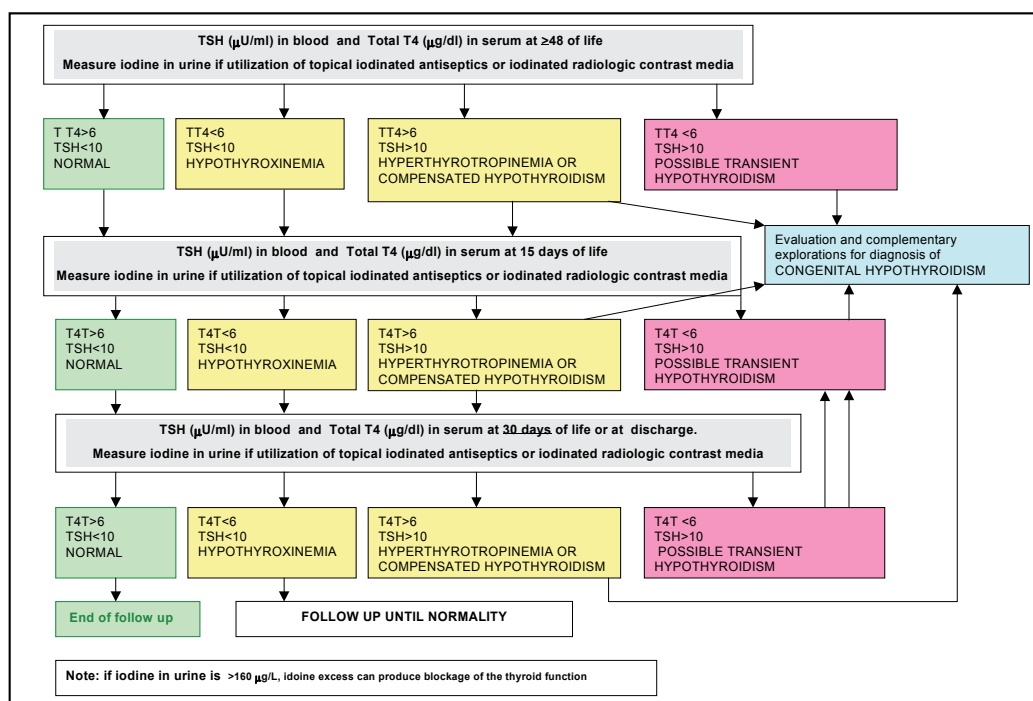 TSH (μU/ml) in blood and Total T4 (μg/dl) in serum at ≥48 of life
Measure iodine in urine if utilization of topical iodinated antiseptics or iodinated radiologic contrast media
T T4>6
TSH<10
NORMAL
TT4<6
TSH<10
HYPOTHYROXINEMIA
TT4>6
TSH>10
HYPERTHYROTROPINEMIA OR
COMPENSATED HYPOTHYROIDISM
TT4 <6
TSH>10
POSSIBLE TRANSIENT
HYPOTHYROIDISM
TSH (μU/ml) in blood and Total T4 (μg/dl) in serum at 15 days of life
Measure iodine in urine if utilization of topical iodinated antiseptics or iodinated radiologic contrast media
Evaluation and complementary
explorations for diagnosis of
CONGENITAL HYPOTHYROIDISM
T4T>6
TSH<10
NORMAL
T4T<6
TSH<10
HYPOTHYROXINEMIA
T4T>6
TSH>10
HYPERTHYROTROPINEMIA OR
COMPENSATED HYPOTHYROIDISM
T4T <6
TSH>10
POSSIBLE TRANSIENT
HYPOTHYROIDISM
TSH (μU/ml) in blood and Total T4 (μg/dl) in serum at 30 days of life or at discharge.
Measure iodine in urine if utilization of topical iodinated antiseptics or iodinated radiologic contrast media
T4T>6
TSH<10
NORMAL
T4T<6
TSH<10
HYPOTHYROXINEMIA
T4T>6
TSH>10
HYPERTHYROTROPINEMIA OR
COMPENSATED HYPOTHYROIDISM
T4T <6
TSH>10
POSSIBLE TRANSIENT
HYPOTHYROIDISM
End of follow up
FOLLOW UP UNTIL NORMALITY
Note: if iodine in urine is >160 μg/L, idoine excess can produce blockage of the thyroid function